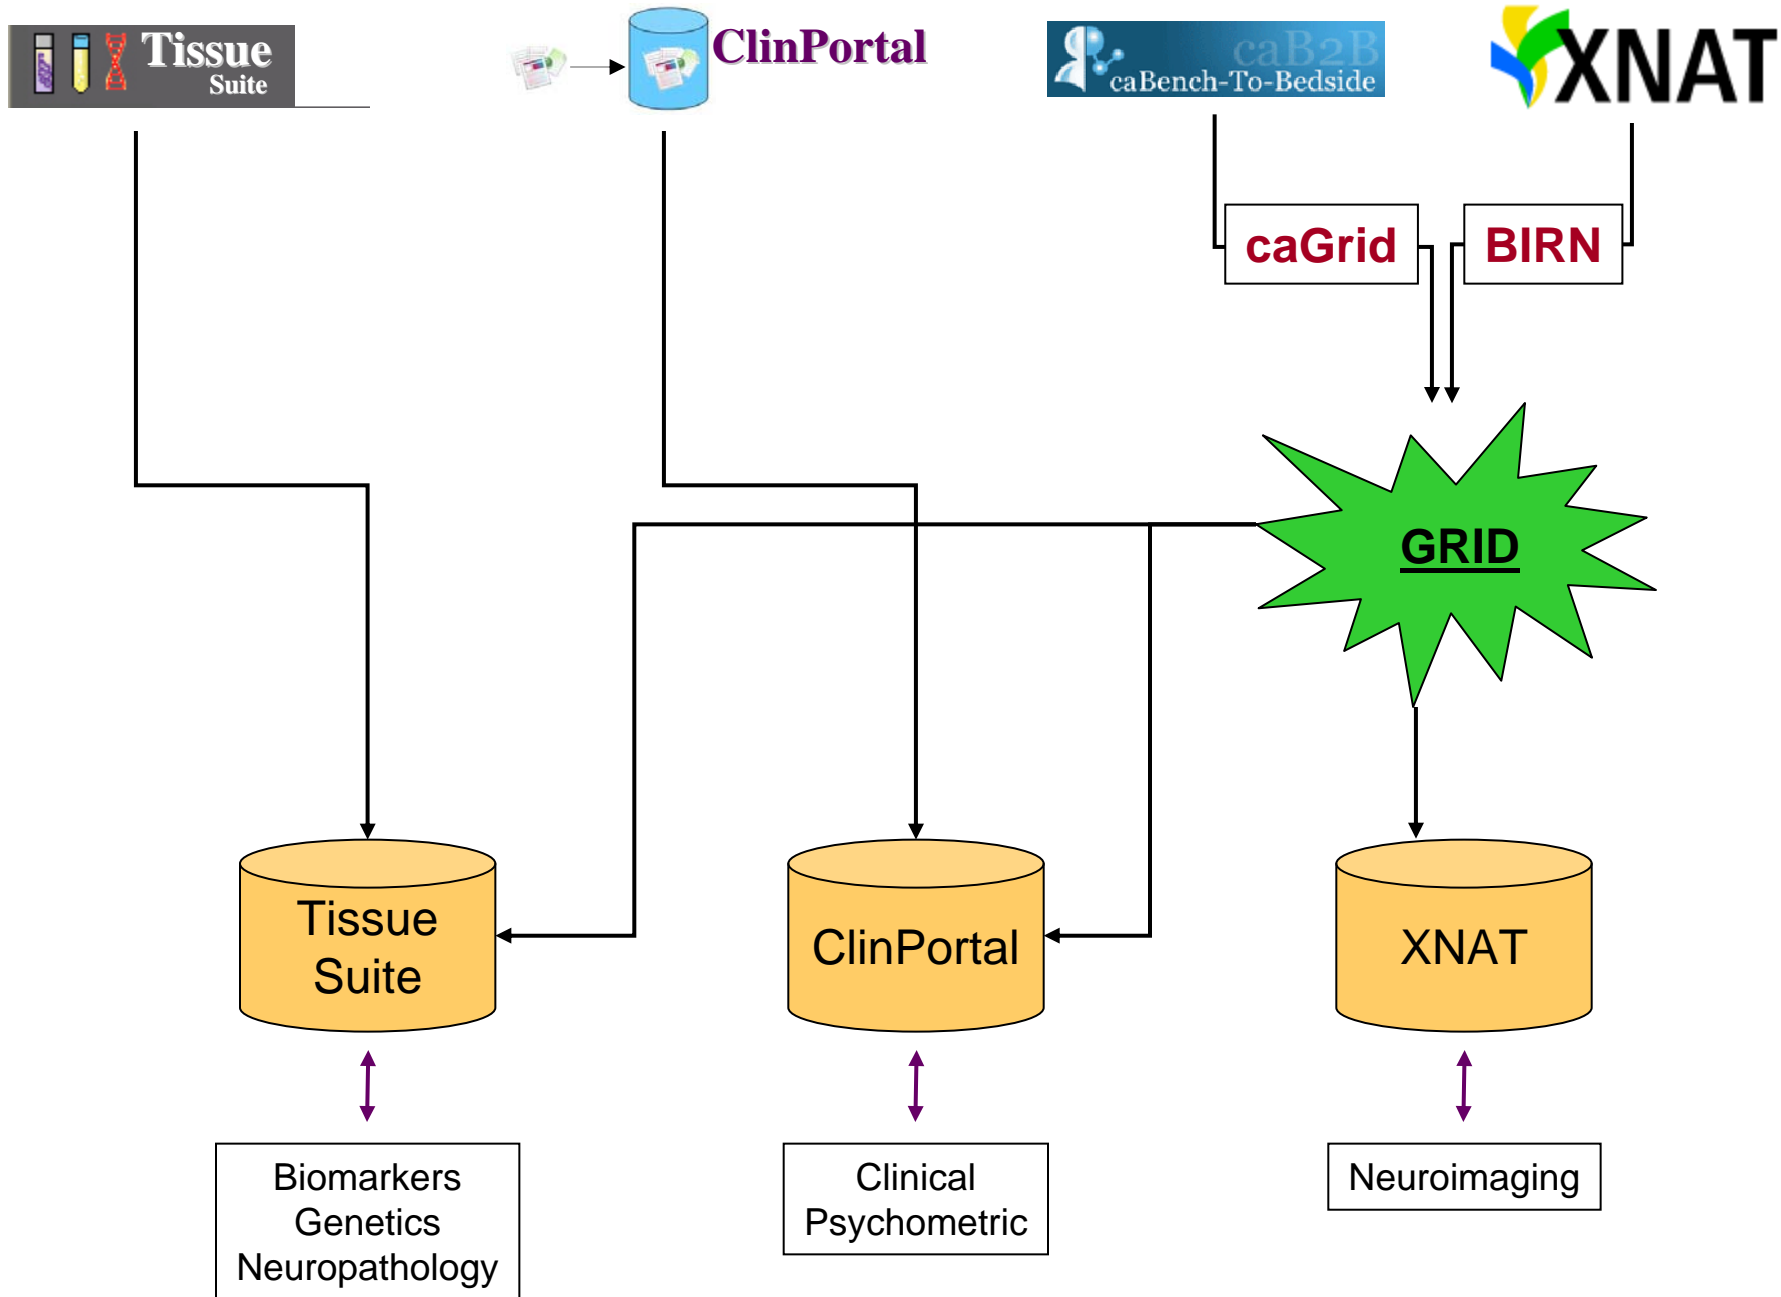 Tissue
Suite
ClinPortal
caB2B
caBench-To-Bedside
XNAT
caGrid
BIRN
GRID
Tissue
Suite
ClinPortal
XNAT
Biomarkers
Genetics
Neuropathology
Clinical
Psychometric
Neuroimaging